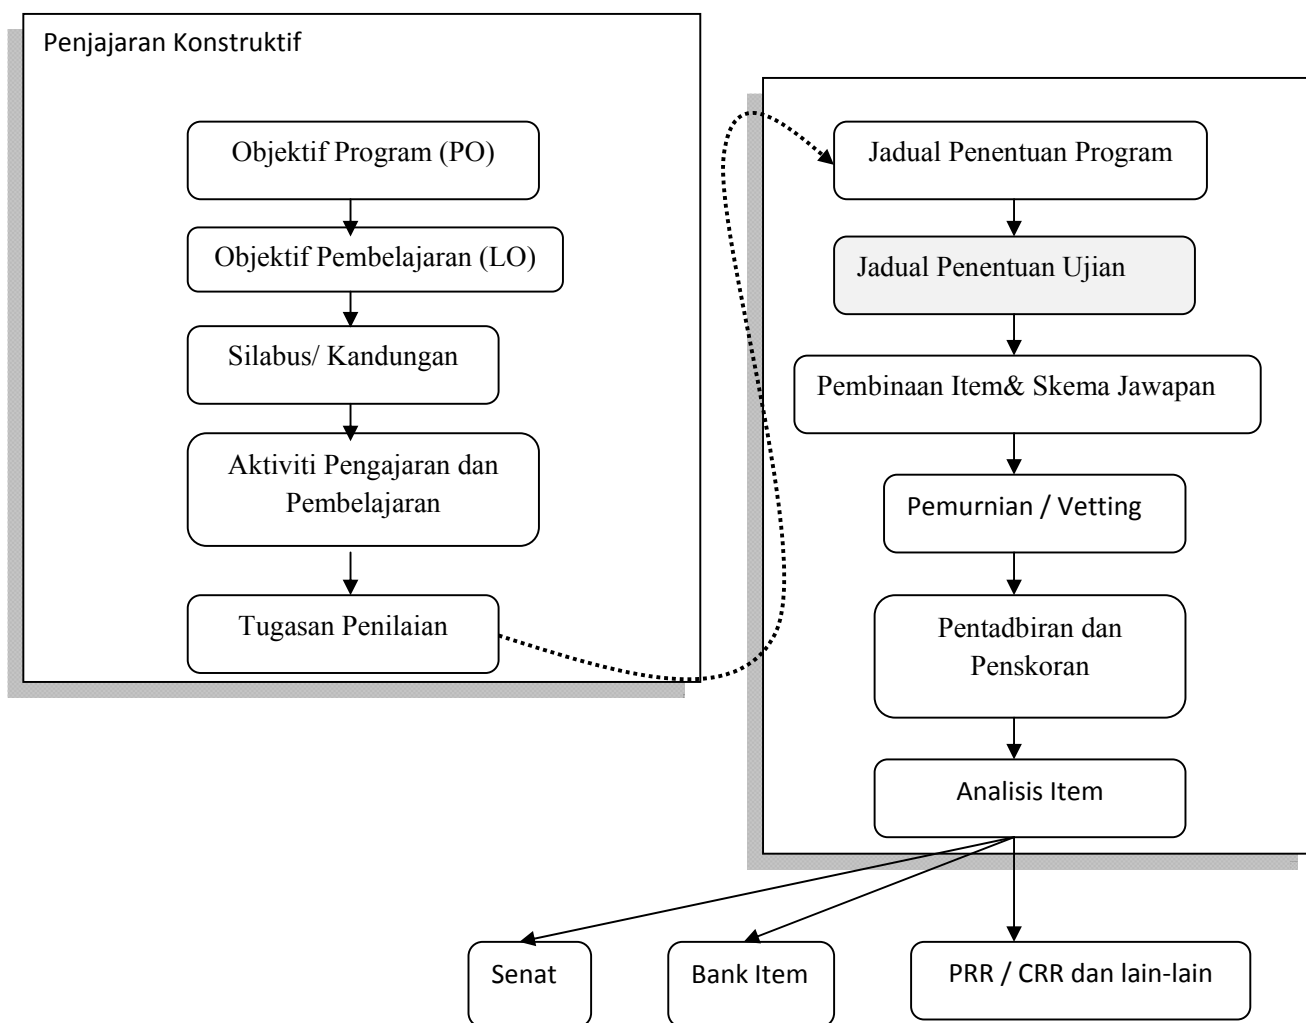 Penjajaran Konstruktif
Objektif Program (PO)
Objektif Pembelajaran (LO)
Silabus/ Kandungan
Aktiviti Pengajaran dan
Pembelajaran
Tugasan Penilaian
Jadual Penentuan Program
Jadual Penentuan Ujian
Pembinaan Item& Skema Jawapan
Pemurnian / Vetting
Pentadbiran dan
Penskoran
Analisis Item
Senat
Bank Item
PRR / CRR dan lain-lain